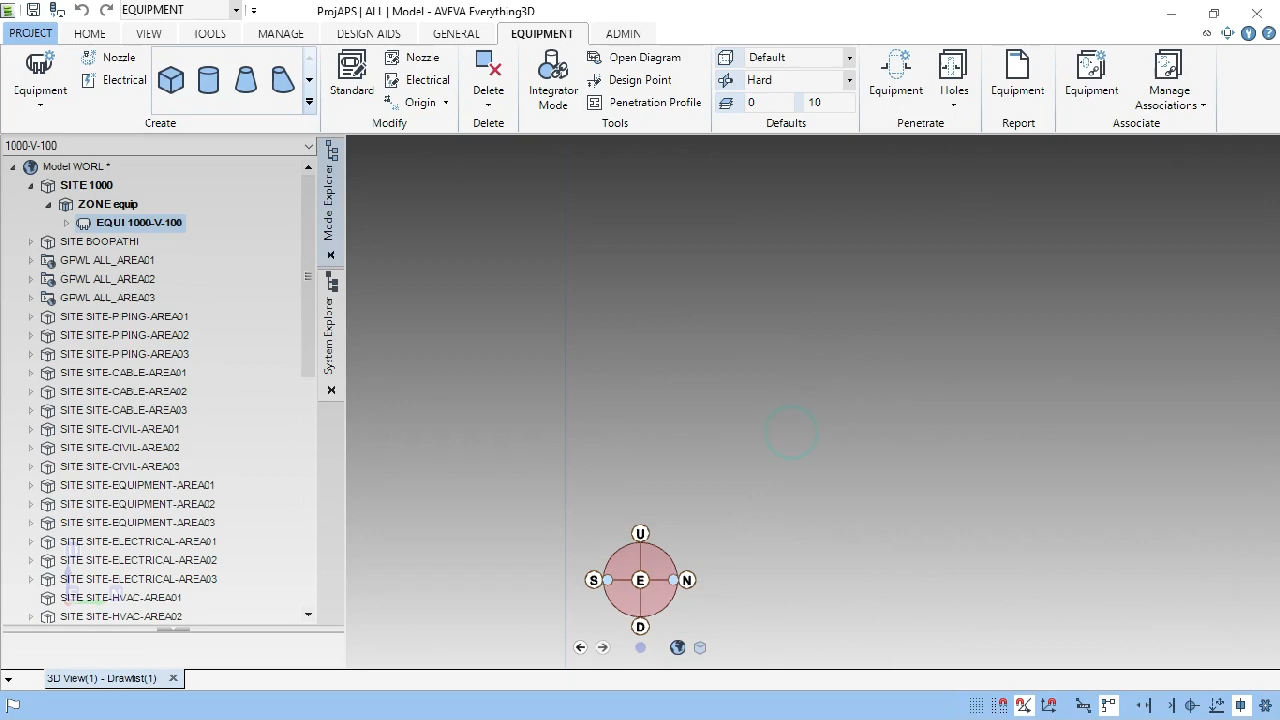 EQUIPMENT
ProjAPS | ALL | Model - AVEVA Everything3D
PROJECT HOME VIEW TOOLS MANAGE DESIGN AIDS GENERAL EQUIPMENT ADMIN
Equipment
Nozzle
Electrical
Create
Standard
Nozzle
Electrical
Origin
Modify
Delete
Delete
Integrator
Mode
Open Diagram
Design Point
Penetration Profile
Tools
Default
Hard
0 10
Defaults
Equipment
Holes
Penetrate
Equipment
Report
Equipment
Manage
Associations
Associate
1000-V-100
Model WORL *
SITE 1000
ZONE equip
EQUI 1000-V-100
SITE BOOPATHI
GPWL ALL_AREA01
GPWL ALL_AREA02
GPWL ALL_AREA03
SITE SITE-PIPING-AREA01
SITE SITE-PIPING-AREA02
SITE SITE-PIPING-AREA03
SITE SITE-CABLE-AREA01
SITE SITE-CABLE-AREA02
SITE SITE-CABLE-AREA03
SITE SITE-CIVIL-AREA01
SITE SITE-CIVIL-AREA02
SITE SITE-CIVIL-AREA03
SITE SITE-EQUIPMENT-AREA01
SITE SITE-EQUIPMENT-AREA02
SITE SITE-EQUIPMENT-AREA03
SITE SITE-ELECTRICAL-AREA01
SITE SITE-ELECTRICAL-AREA02
SITE SITE-ELECTRICAL-AREA03
SITE SITE-HVAC-AREA01
SITE SITE-HVAC-AREA02
Model Explorer
System Explorer
U
S E N
D
3D View(1) - Drawlist(1)